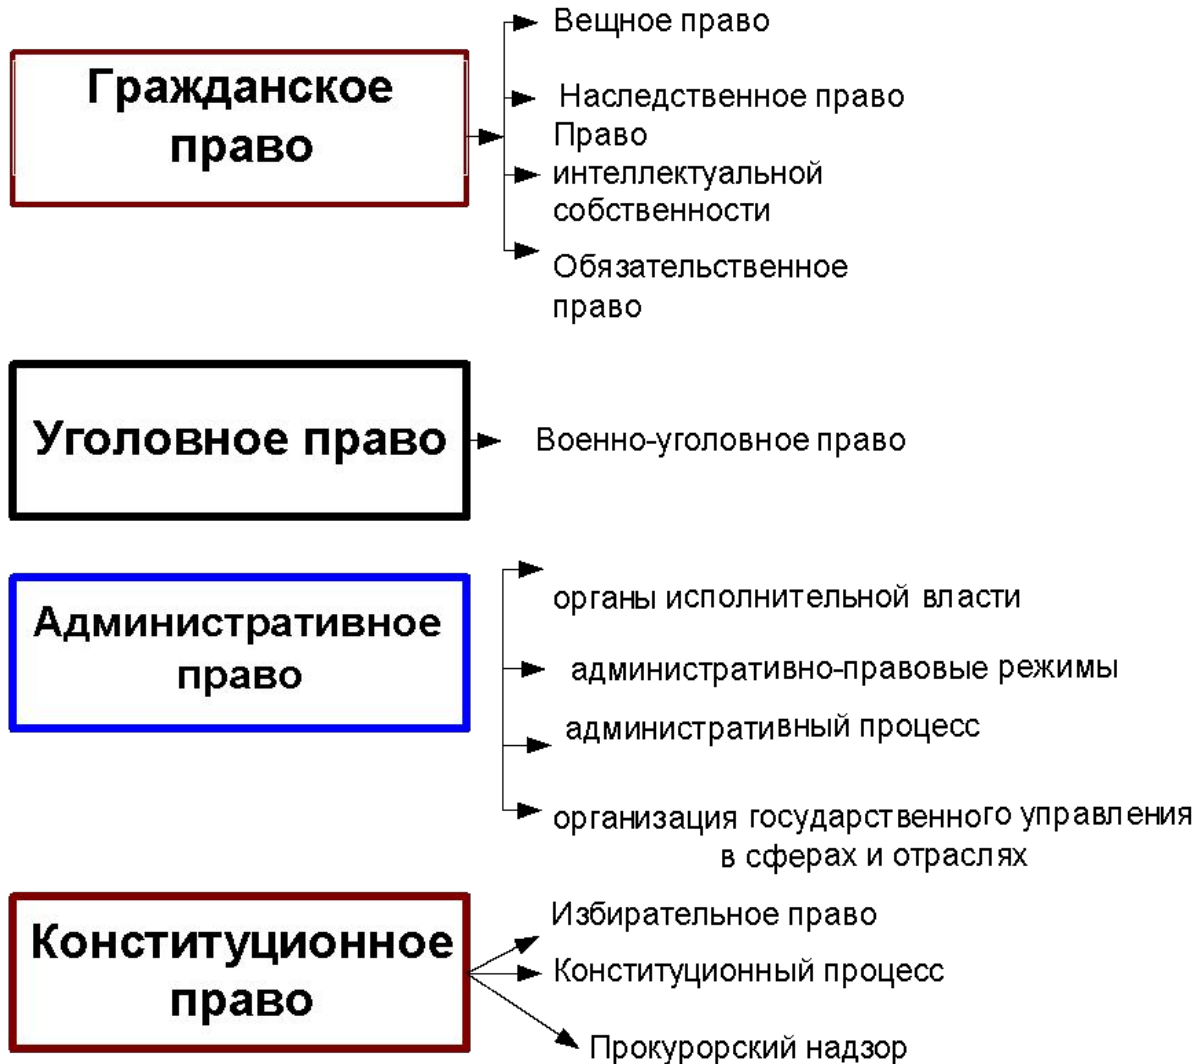 Гражданское
право
Вещное право
Наследственное право
Право
интеллектуальной
собственности
Обязательственное
право
Уголовное право
Военно-уголовное право
Административное
право
органы исполнительной власти
административно-правовые режимы
административный процесс
организация государственного управления
в сферах и отраслях
Конституционное
право
Избирательное право
Конституционный процесс
Прокурорский надзор